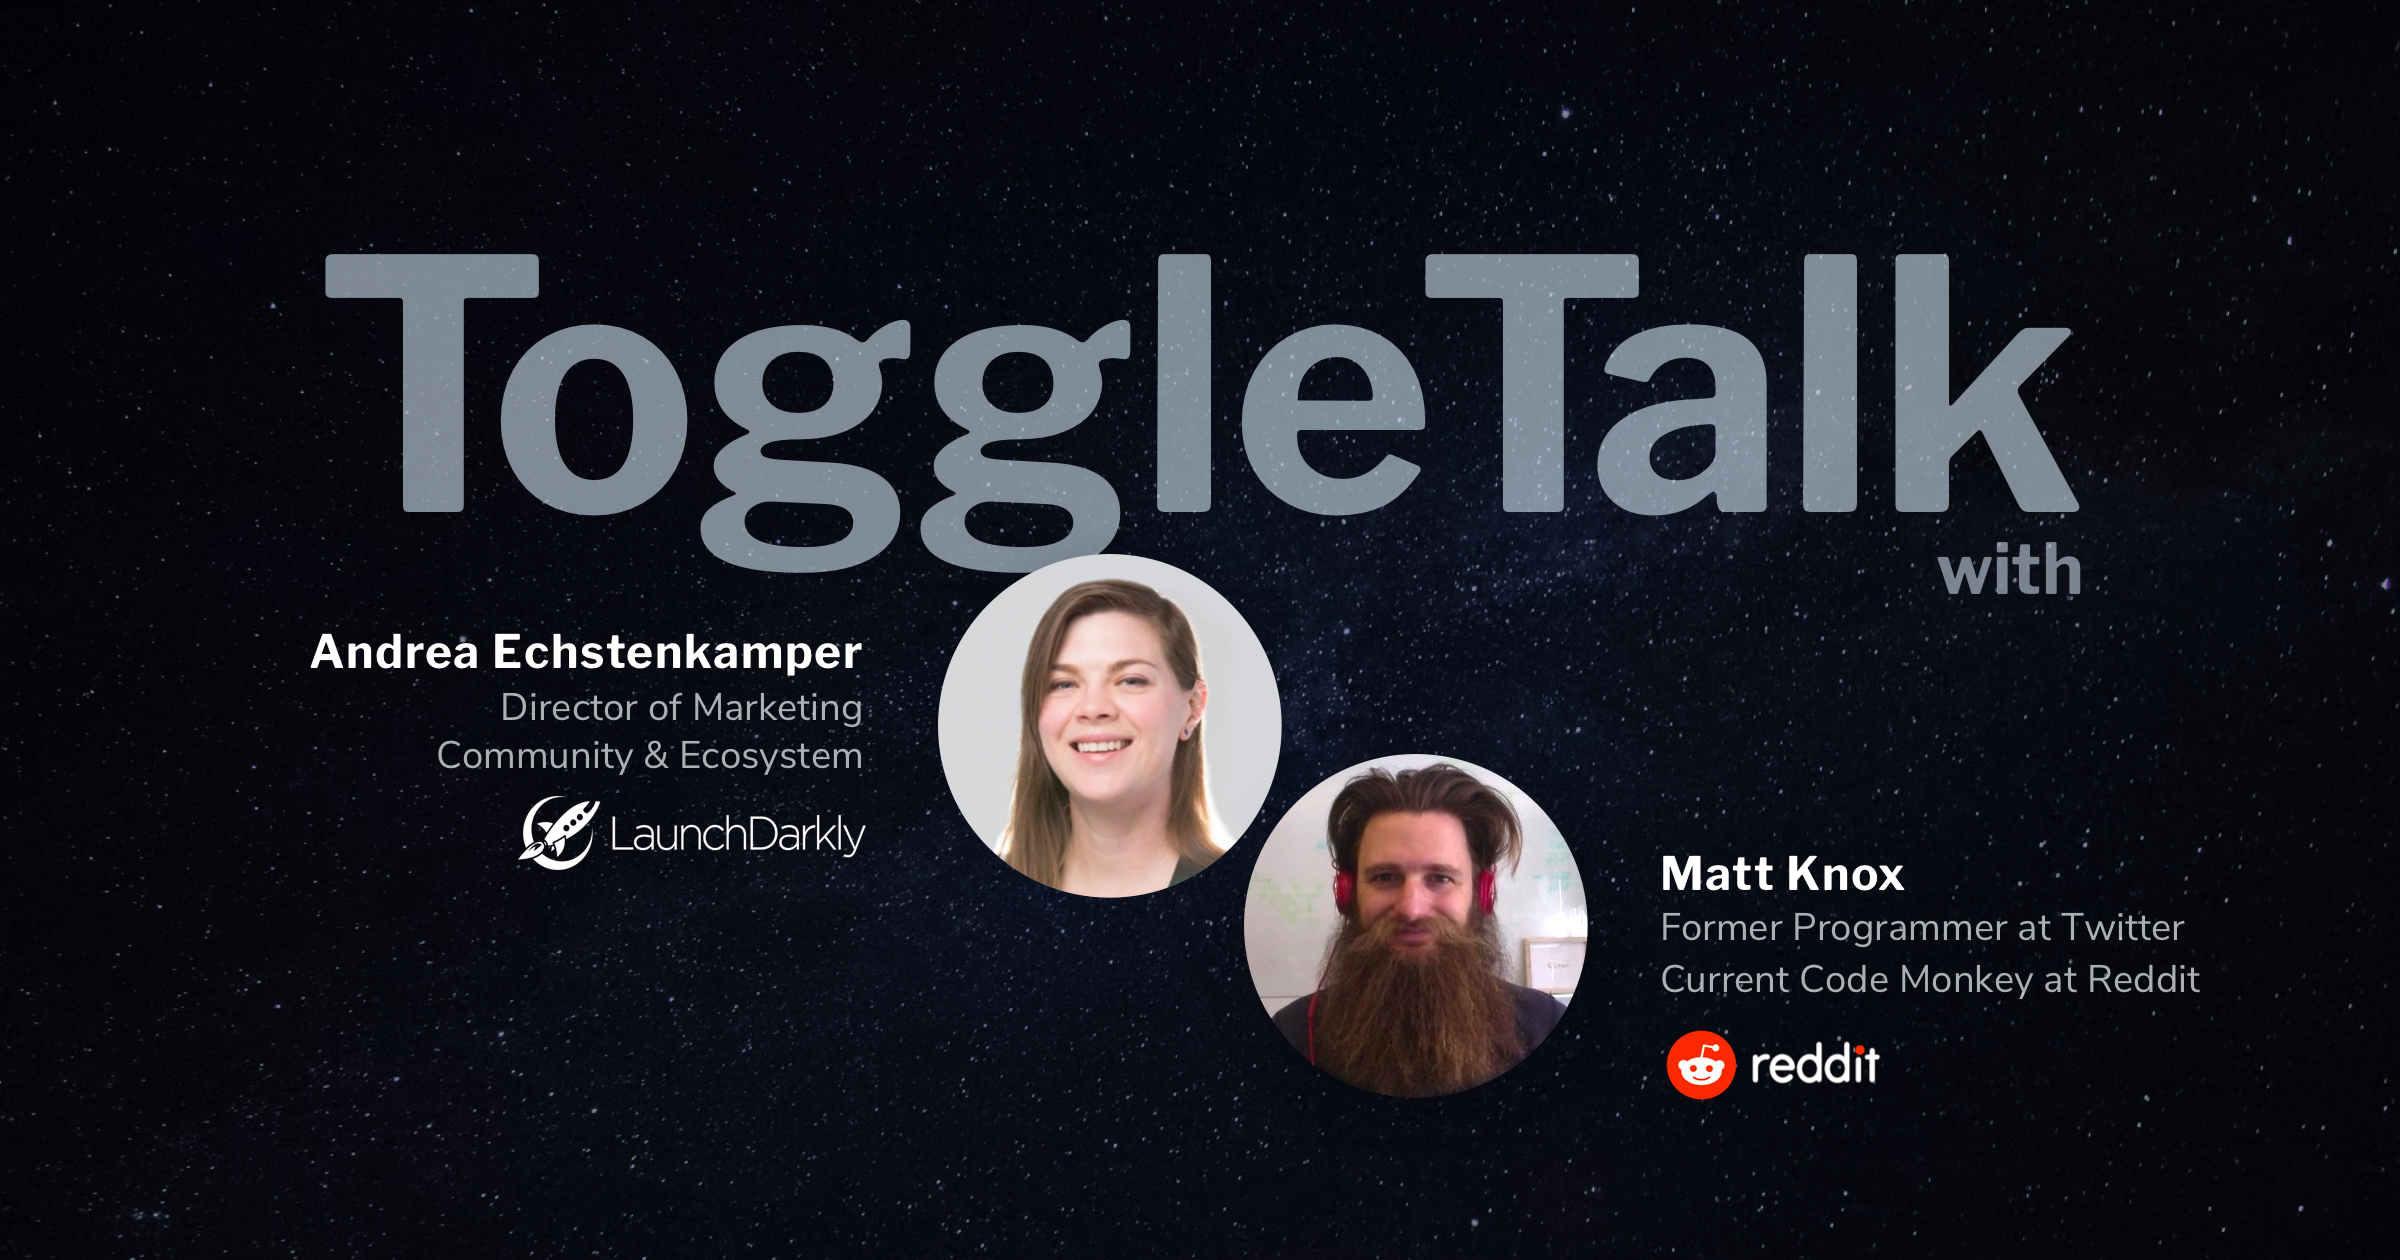 ToggleTalk
with
Andrea Echstenkamper
Director of Marketing
Community & Ecosystem
LaunchDarkly
Matt Knox
Former Programmer at Twitter
Current Code Monkey at Reddit
reddit